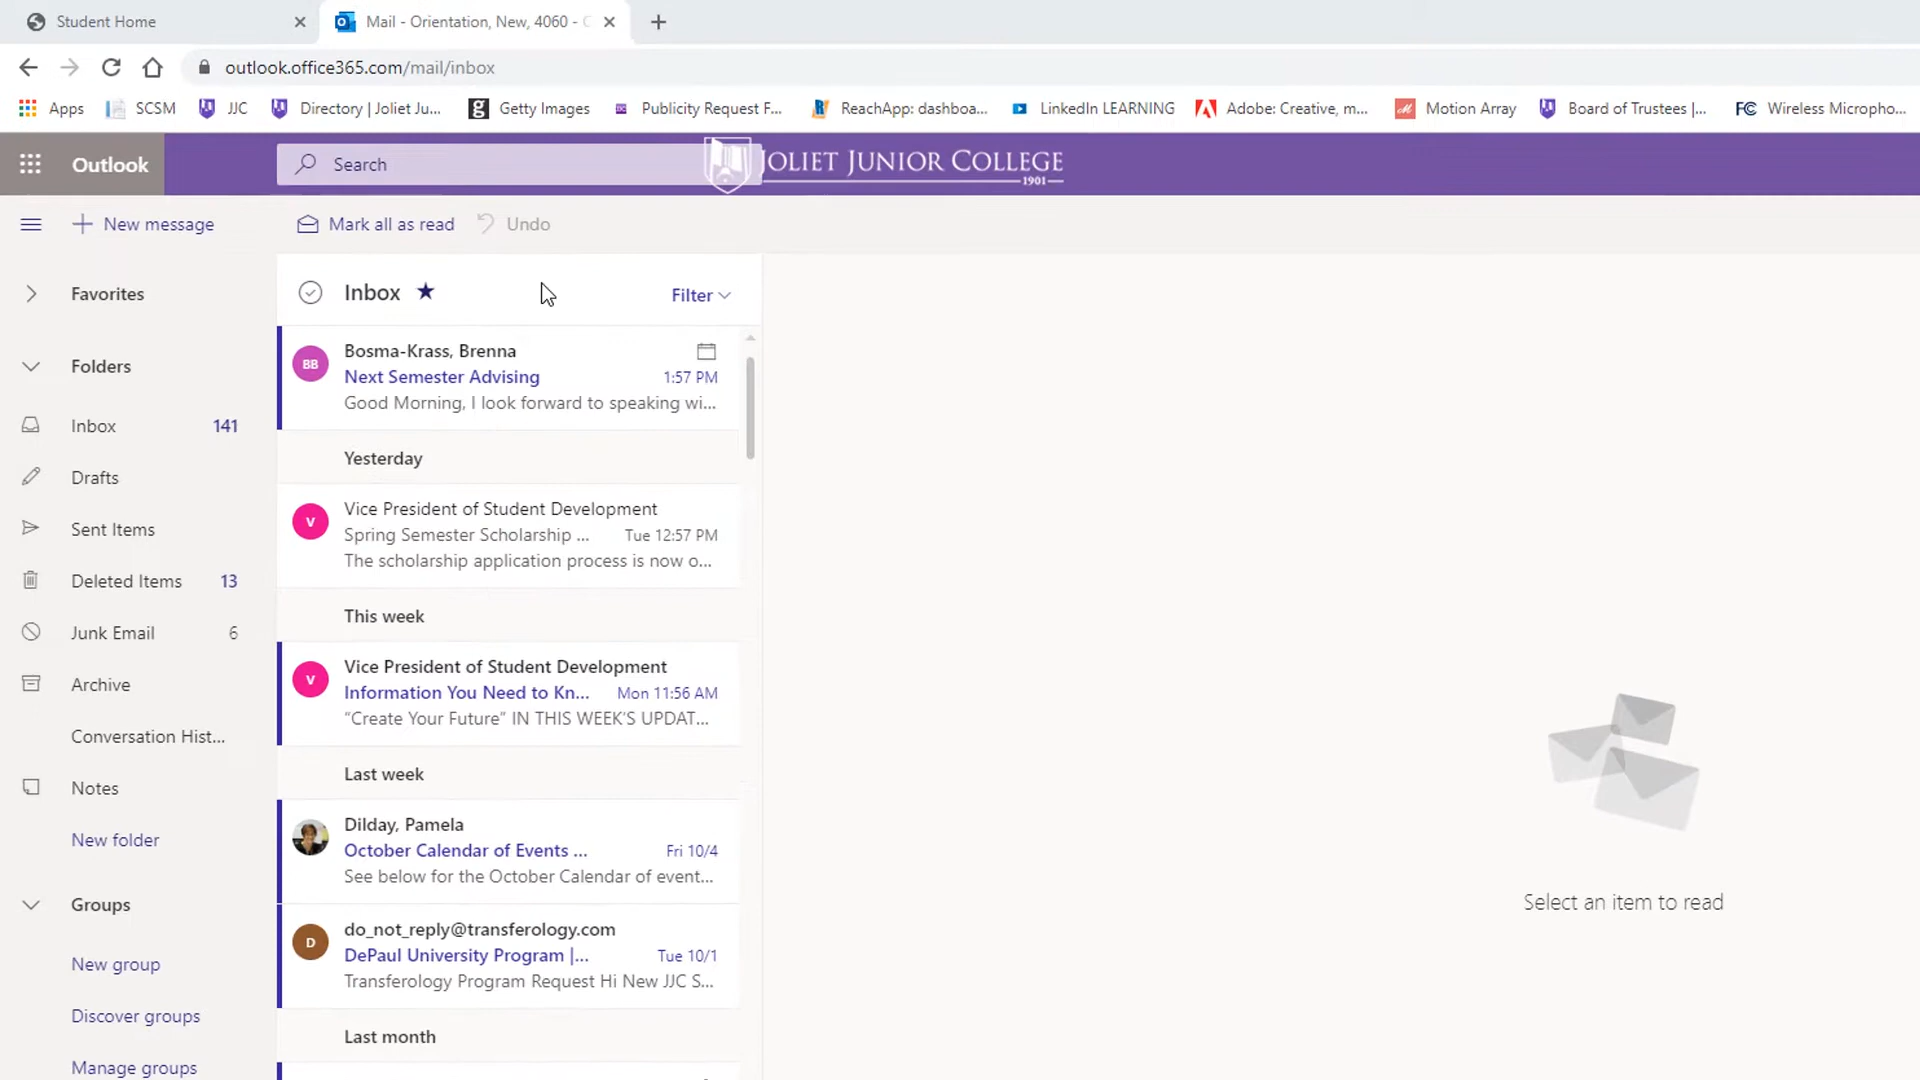 Student Home
Mail - Orientation, New, 4060 - C
outlook.office365.com/mail/inbox
Apps SCSM JJC Directory | Joliet Ju... Getty Images Publicity Request F... ReachApp: dashboa... LinkedIn LEARNING Adobe: Creative, m... Motion Array Board of Trustees |... FC Wireless Micropho...
Outlook
Search
JOLIET JUNIOR COLLEGE
1901
New message
Mark all as read
Undo
Favorites
Folders
Inbox 141
Drafts
Sent Items
Deleted Items 13
Junk Email 6
Archive
Conversation Hist...
Notes
New folder
Groups
New group
Discover groups
Manage groups
Inbox
Filter
BB
Bosma-Krass, Brenna
Next Semester Advising 1:57 PM
Good Morning, I look forward to speaking wi...
Yesterday
V
Vice President of Student Development
Spring Semester Scholarship ... Tue 12:57 PM
The scholarship application process is now o...
This week
V
Vice President of Student Development
Information You Need to Kn... Mon 11:56 AM
“Create Your Future” IN THIS WEEK’S UPDAT...
Last week
Dilday, Pamela
October Calendar of Events ... Fri 10/4
See below for the October Calendar of event...
D
do_not_reply@transferology.com
DePaul University Program |... Tue 10/1
Transferology Program Request Hi New JJC S...
Last month
Select an item to read